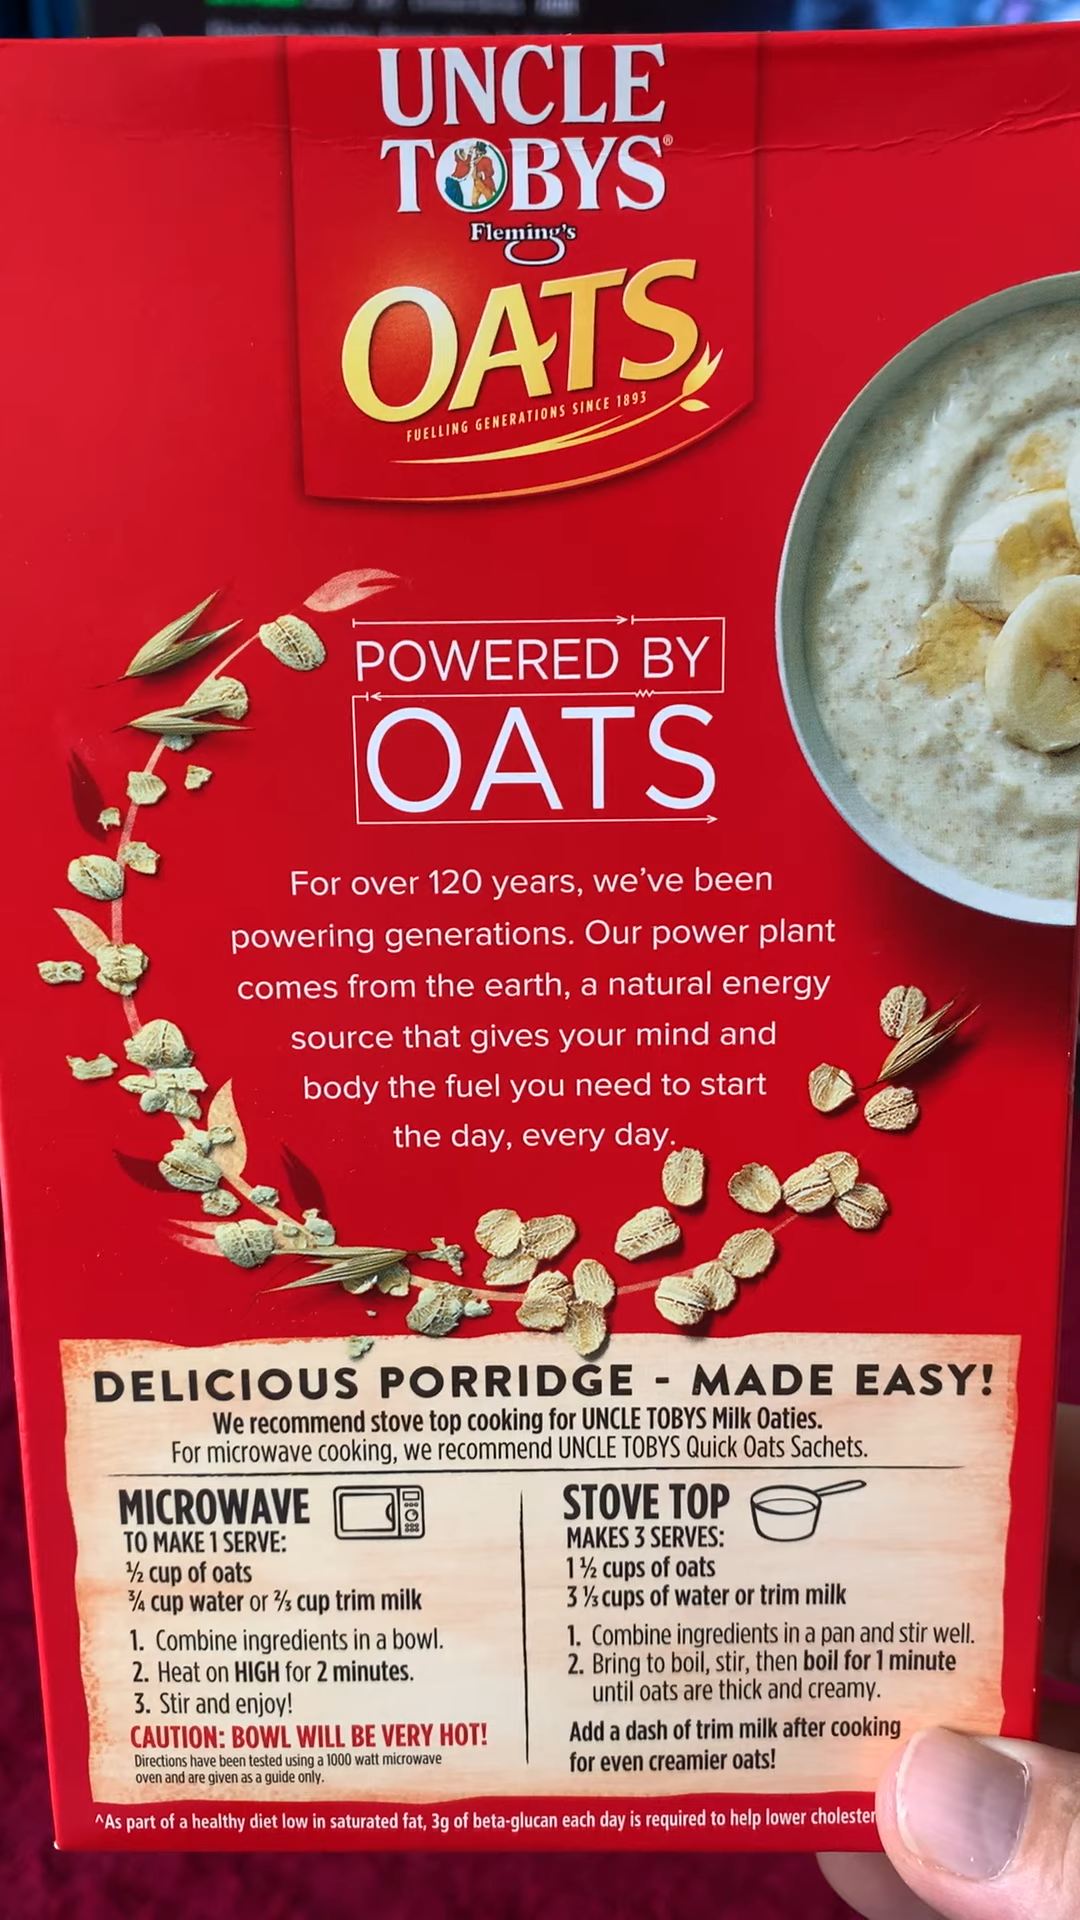 UNCLE
TOBYS®
Fleming's
OATS
FUELLING GENERATIONS SINCE 1893
POWERED BY
OATS
For over 120 years, we've been
powering generations. Our power plant
comes from the earth, a natural energy
source that gives your mind and
body the fuel you need to start
the day, every day.
DELICIOUS PORRIDGE - MADE EASY!
We recommend stove top cooking for UNCLE TOBYS Milk Oaties.
For microwave cooking, we recommend UNCLE TOBYS Quick Oats Sachets.
MICROWAVE
TO MAKE 1 SERVE:
½ cup of oats
¾ cup water or ⅔ cup trim milk
1. Combine ingredients in a bowl.
2. Heat on HIGH for 2 minutes.
3. Stir and enjoy!
CAUTION: BOWL WILL BE VERY HOT!
Directions have been tested using a 1000 watt microwave
oven and are given as a guide only.
STOVE TOP
MAKES 3 SERVES:
1 ½ cups of oats
3 ⅓ cups of water or trim milk
1. Combine ingredients in a pan and stir well.
2. Bring to boil, stir, then boil for 1 minute
until oats are thick and creamy.
Add a dash of trim milk after cooking
for even creamier oats!
^As part of a healthy diet low in saturated fat, 3g of beta-glucan each day is required to help lower